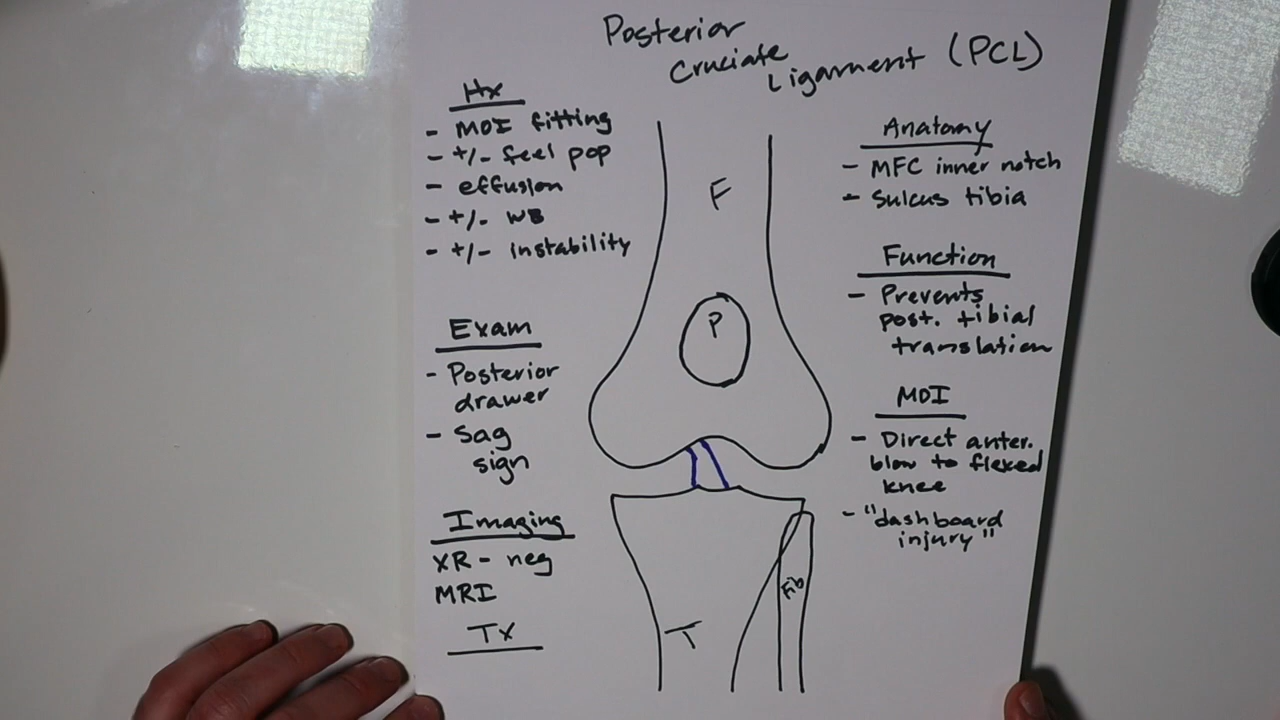 Posterior
Cruciate
Ligament (PCL)
Hx
- MOI fitting
- +/- feel pop
- effusion
- +/- WB
- +/- instability
Exam
- Posterior
drawer
- Sag
sign
Imaging
XR - neg
MRI
Tx
F
P
T
Fib
Anatomy
- MFC inner notch
- Sulcus tibia
Function
- Prevents
post. tibial
translation
MOI
- Direct anter.
blow to flexed
knee
- "dashboard
injury"